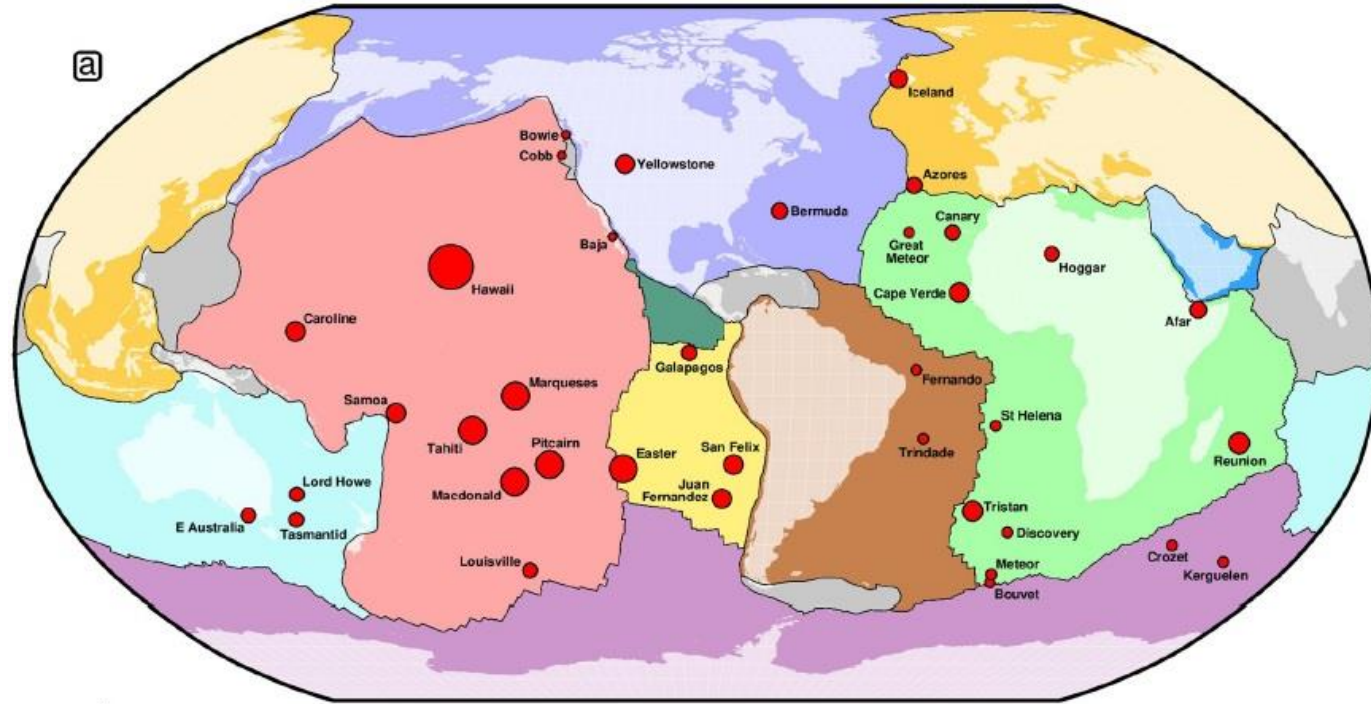 a
Iceland
Bowie
Cobb
Yellowstone
Azores
Bermuda
Canary
Baja
Great
Meteor
Hoggar
Hawaii
Cape Verde
Afar
Caroline
Galapagos
Fernando
Marqueses
Samoa
St Helena
Tahiti
Pitcairn
Easter
San Felix
Trindade
Reunion
Macdonald
Juan
Fernandez
Lord Howe
E Australia
Tasmantid
Tristan
Discovery
Crozet
Louisville
Meteor
Kerguelen
Bouvet